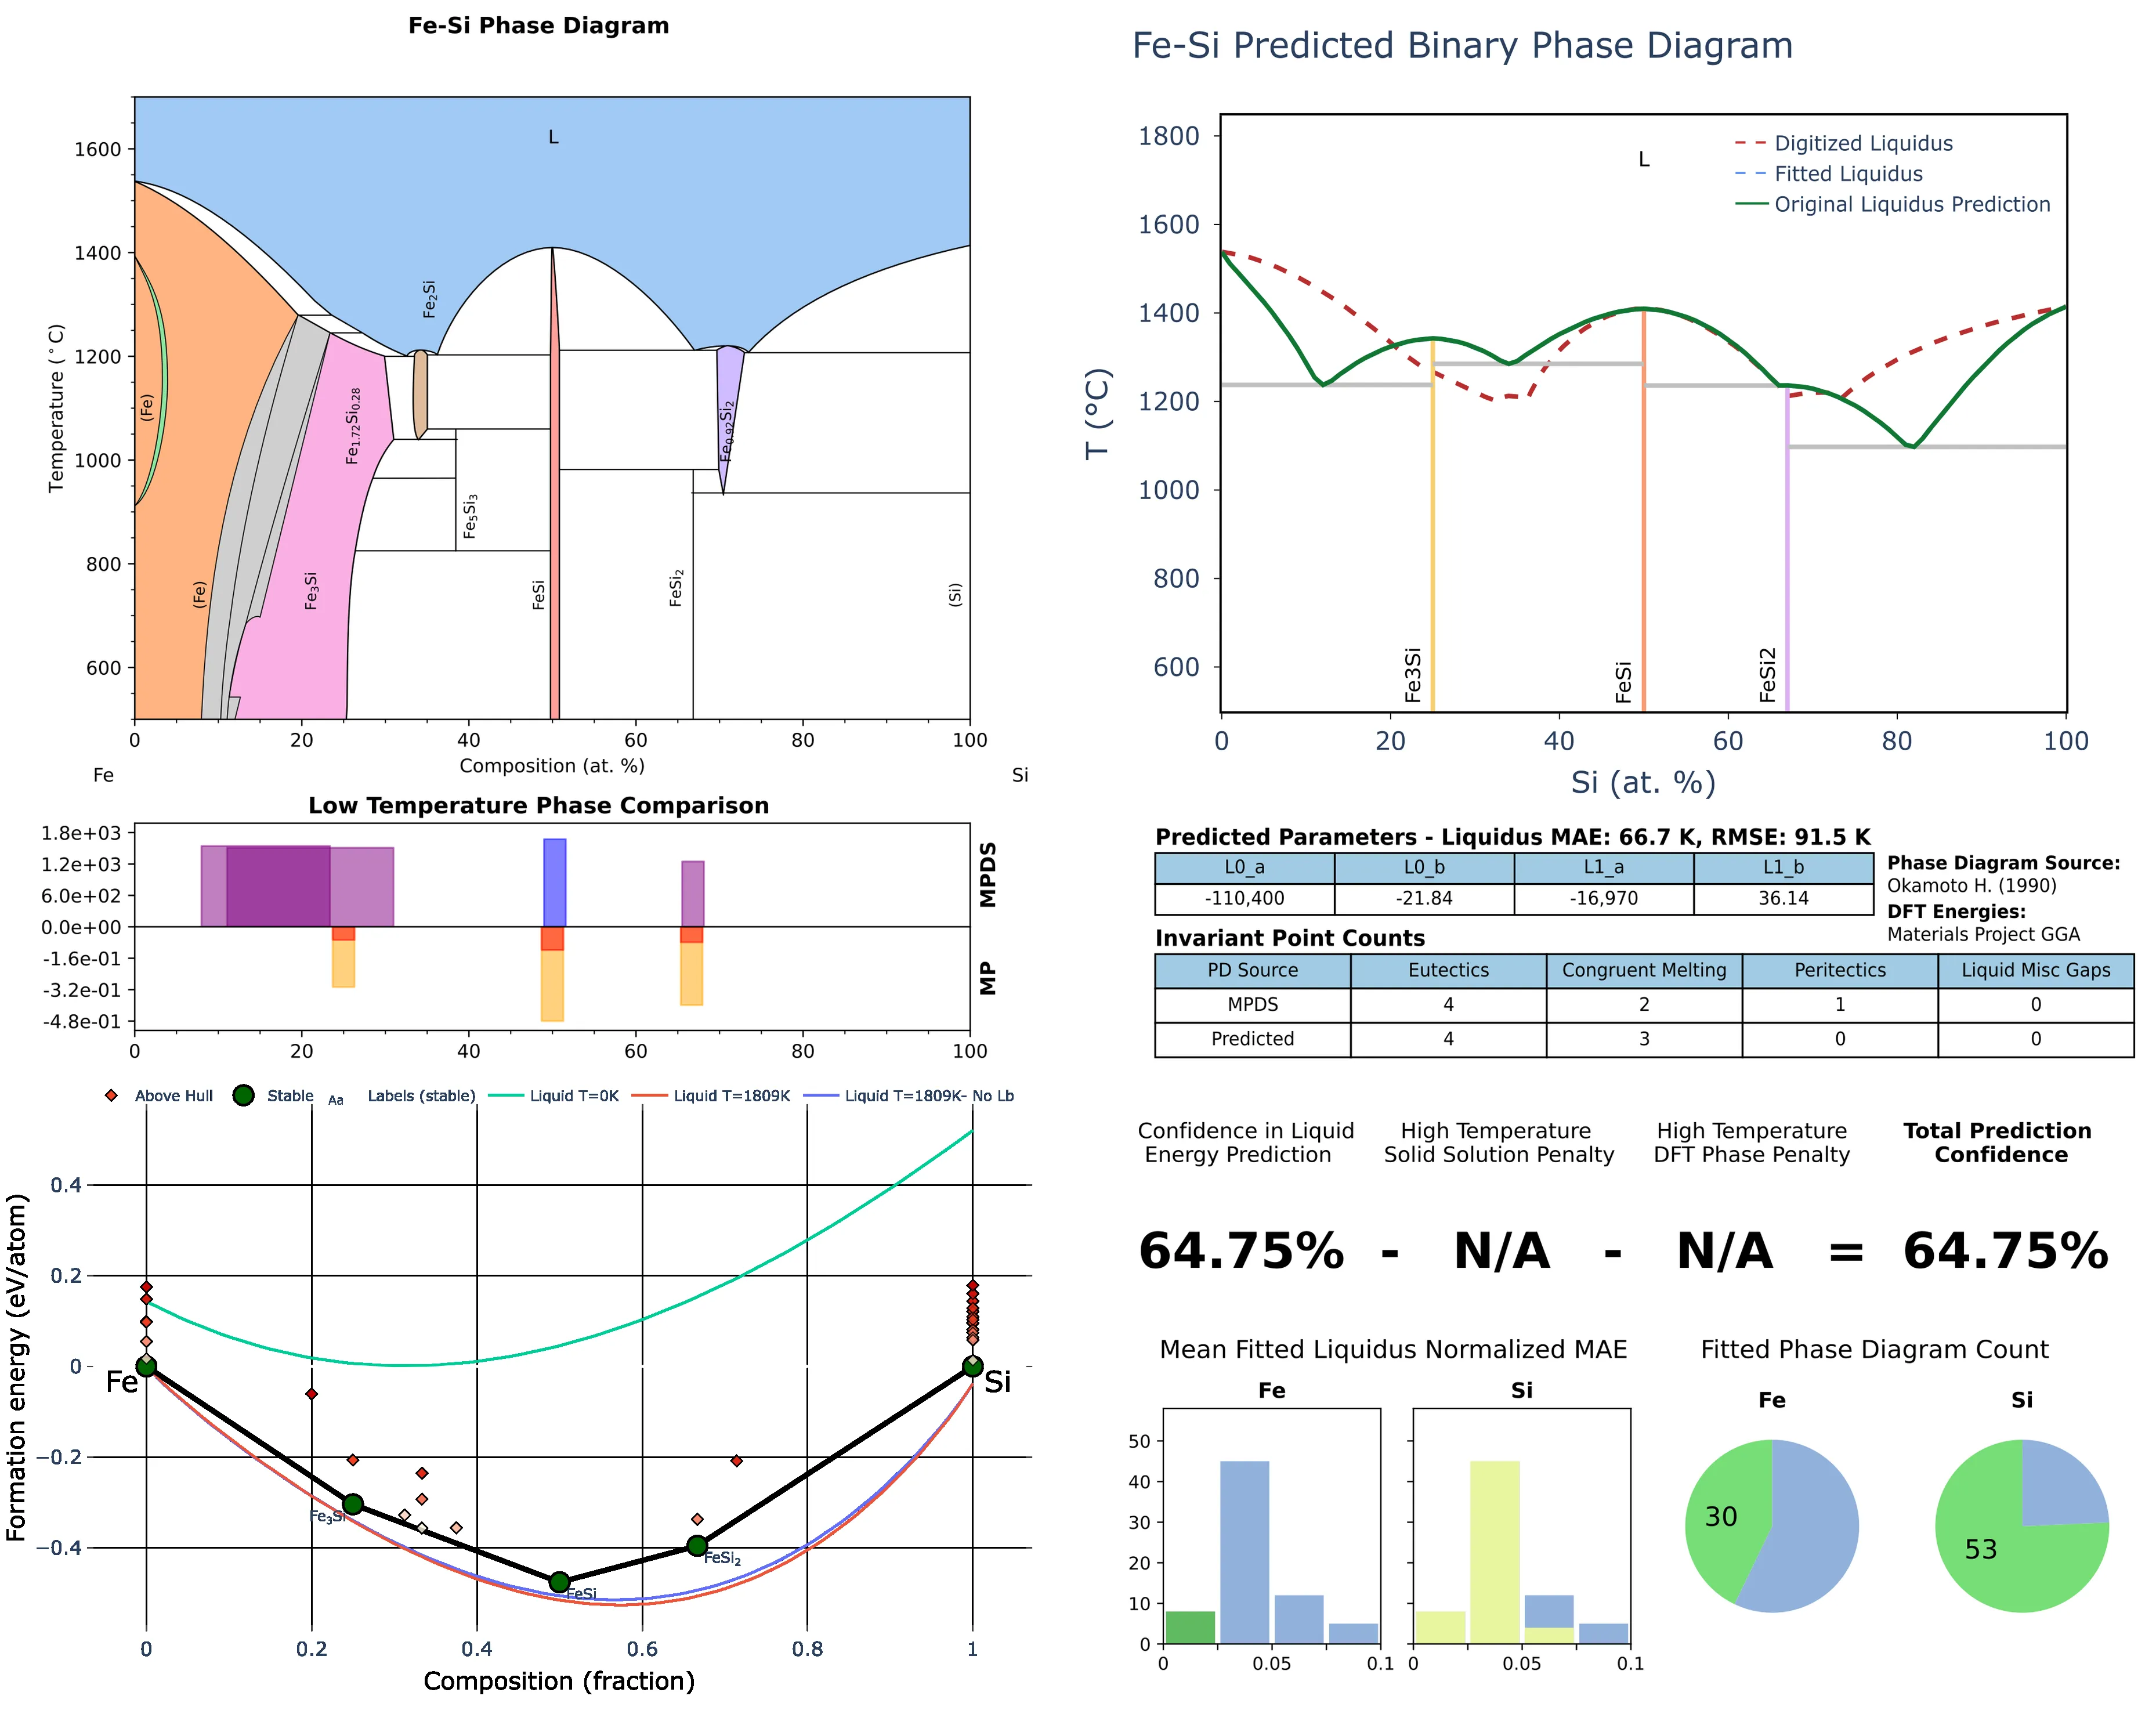 Fe-Si Phase Diagram
L
Temperature (°C)
1600
1400
1200
1000
800
600
(Fe)
(Fe)
Fe3Si
Fe1.72Si0.28
Fe2Si
Fe5Si3
FeSi
FeSi2
Fe0.92Si2
(Si)
0 20 40 60 80 100
Composition (at. %)
Fe Si
Fe-Si Predicted Binary Phase Diagram
L
Digitized Liquidus
Fitted Liquidus
Original Liquidus Prediction
T (°C)
1800
1600
1400
1200
1000
800
600
Fe3Si
FeSi
FeSi2
0 20 40 60 80 100
Si (at. %)
Low Temperature Phase Comparison
1.8e+03
1.2e+03
6.0e+02
0.0e+00
-1.6e-01
-3.2e-01
-4.8e-01
MPDS
MP
0 20 40 60 80 100
Predicted Parameters - Liquidus MAE: 66.7 K, RMSE: 91.5 K
L0_a L0_b L1_a L1_b
-110,400 -21.84 -16,970 36.14
Phase Diagram Source:
Okamoto H. (1990)
DFT Energies:
Materials Project GGA
Invariant Point Counts
PD Source Eutectics Congruent Melting Peritectics Liquid Misc Gaps
MPDS 4 2 1 0
Predicted 4 3 0 0
Above Hull Stable Aa Labels (stable) Liquid T=0K Liquid T=1809K Liquid T=1809K- No Lb
Formation energy (eV/atom)
0.4
0.2
0
−0.2
−0.4
Fe
Si
Fe3Si
FeSi
FeSi2
0 0.2 0.4 0.6 0.8 1
Composition (fraction)
Confidence in Liquid
Energy Prediction
High Temperature
Solid Solution Penalty
High Temperature
DFT Phase Penalty
Total Prediction
Confidence
64.75% - N/A - N/A = 64.75%
Mean Fitted Liquidus Normalized MAE
Fe Si
50
40
30
20
10
0
0 0.05 0.1
0 0.05 0.1
Fitted Phase Diagram Count
Fe Si
30
53